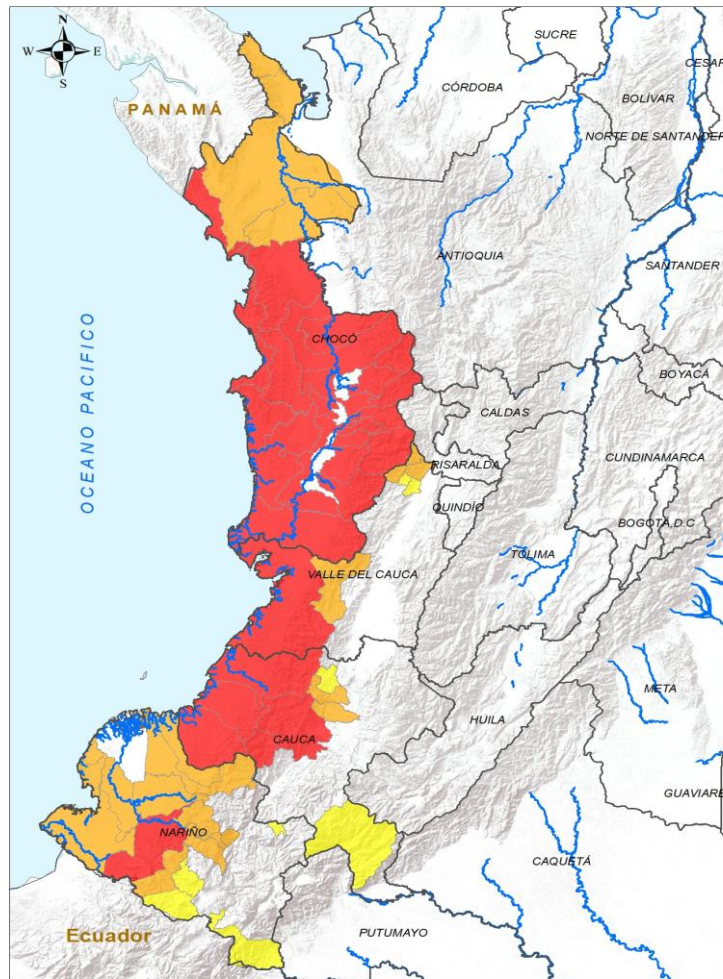 N
W E
S
PANAMÁ
SUCRE
CÓRDOBA
CESAR
BOLÍVAR
NORTE DE SANTANDER
ANTIOQUIA
SANTANDER
OCEANO PACIFICO
CHOCÓ
BOYACÁ
CALDAS
CUNDINAMARCA
RISARALDA
QUINDÍO
BOGOTÁ,D.C
TOLIMA
VALLE DEL CAUCA
META
HUILA
CAUCA
GUAVIARE
NARIÑO
CAQUETÁ
Ecuador
PUTUMAYO